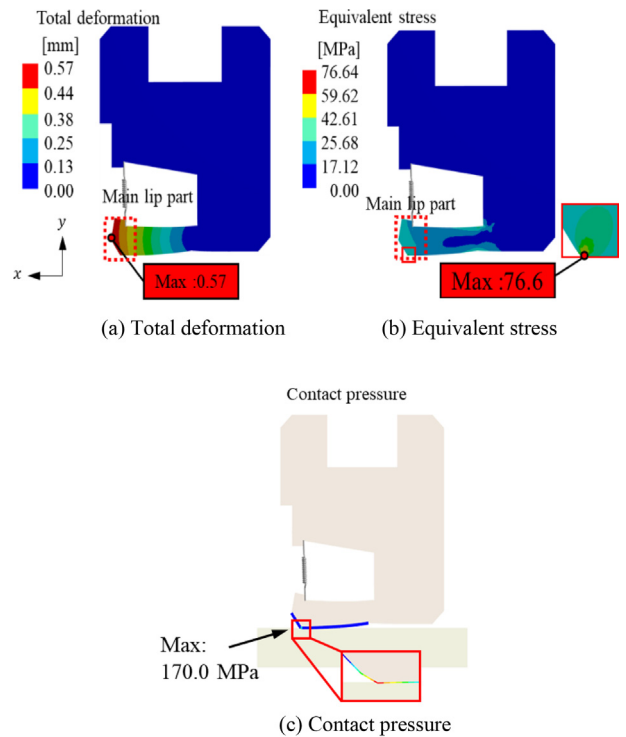 Total deformation
[mm]
0.57
0.44
0.38
0.25
0.13
0.00
Main lip part
y
x
Max :0.57
(a) Total deformation
Equivalent stress
[MPa]
76.64
59.62
42.61
25.68
17.12
0.00
Main lip part
Max :76.6
(b) Equivalent stress
Contact pressure
Max:
170.0 MPa
(c) Contact pressure